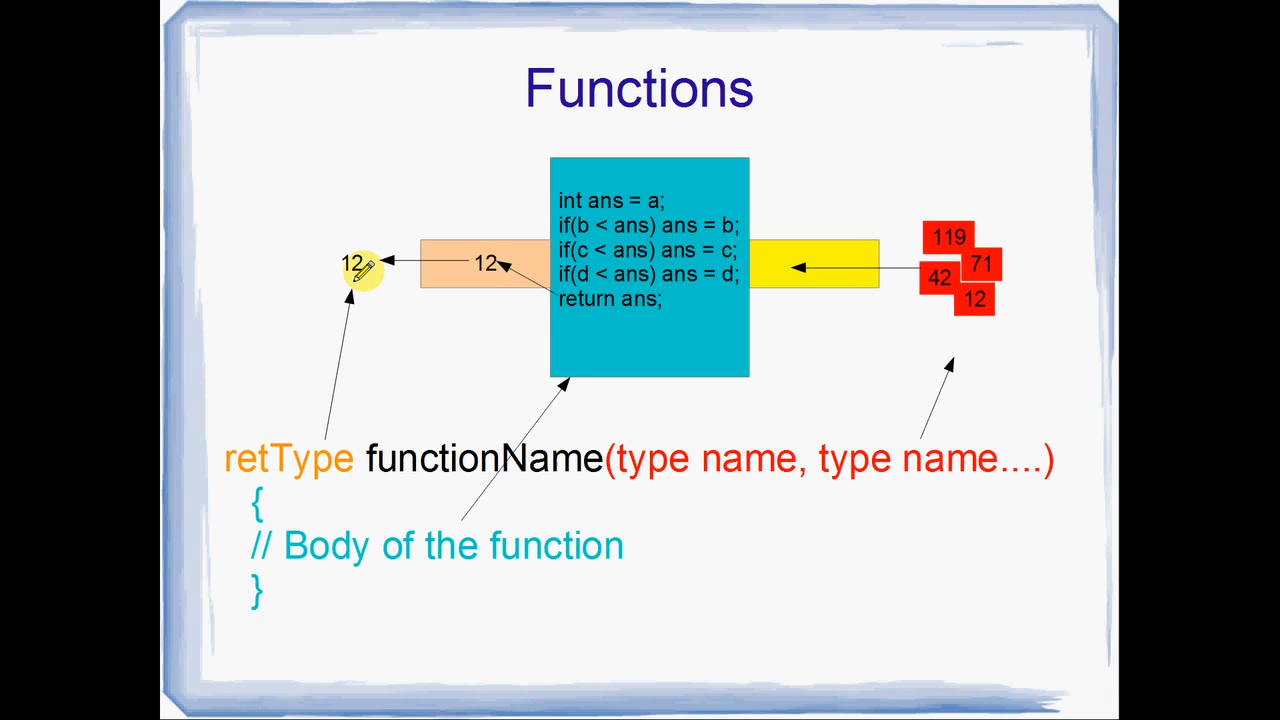 Functions
int ans = a;
if(b < ans) ans = b;
if(c < ans) ans = c;
if(d < ans) ans = d;
return ans;
12
12
119
71
42
12
retType functionName(type name, type name....)
{
// Body of the function
}